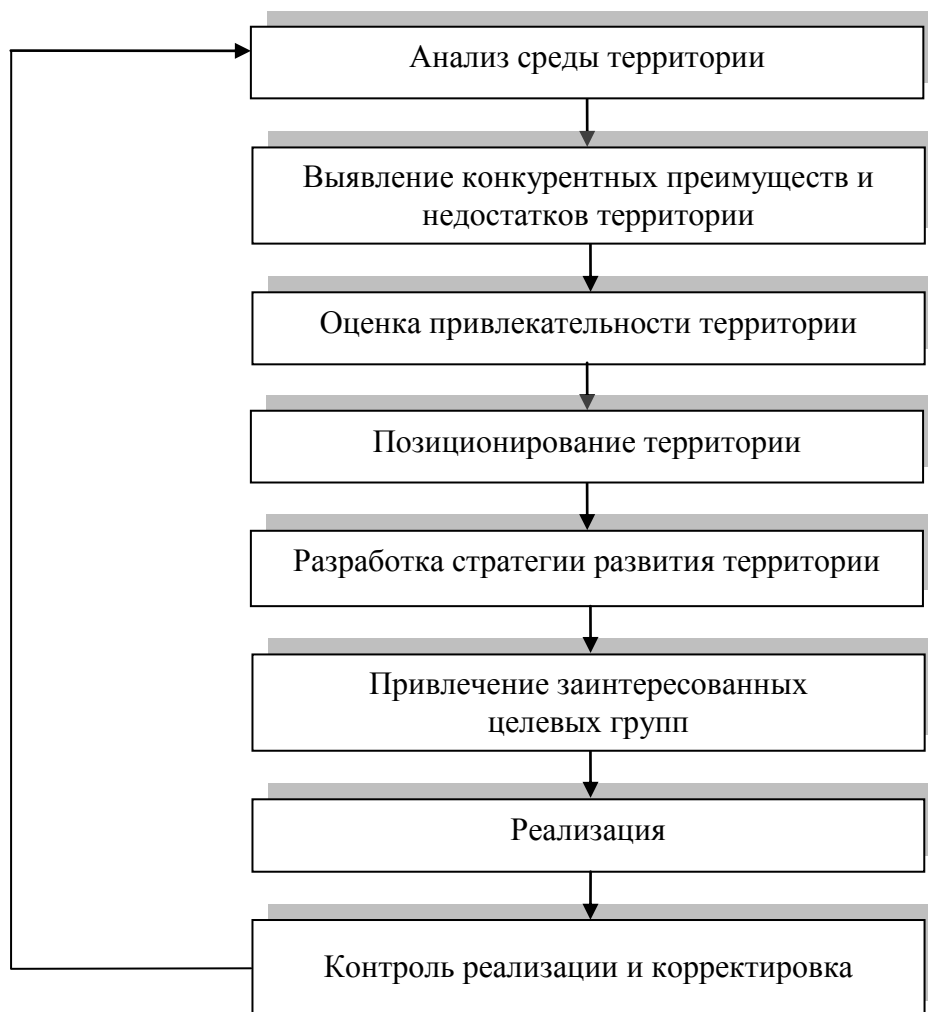 Анализ среды территории
Выявление конкурентных преимуществ и
недостатков территории
Оценка привлекательности территории
Позиционирование территории
Разработка стратегии развития территории
Привлечение заинтересованных
целевых групп
Реализация
Контроль реализации и корректировка